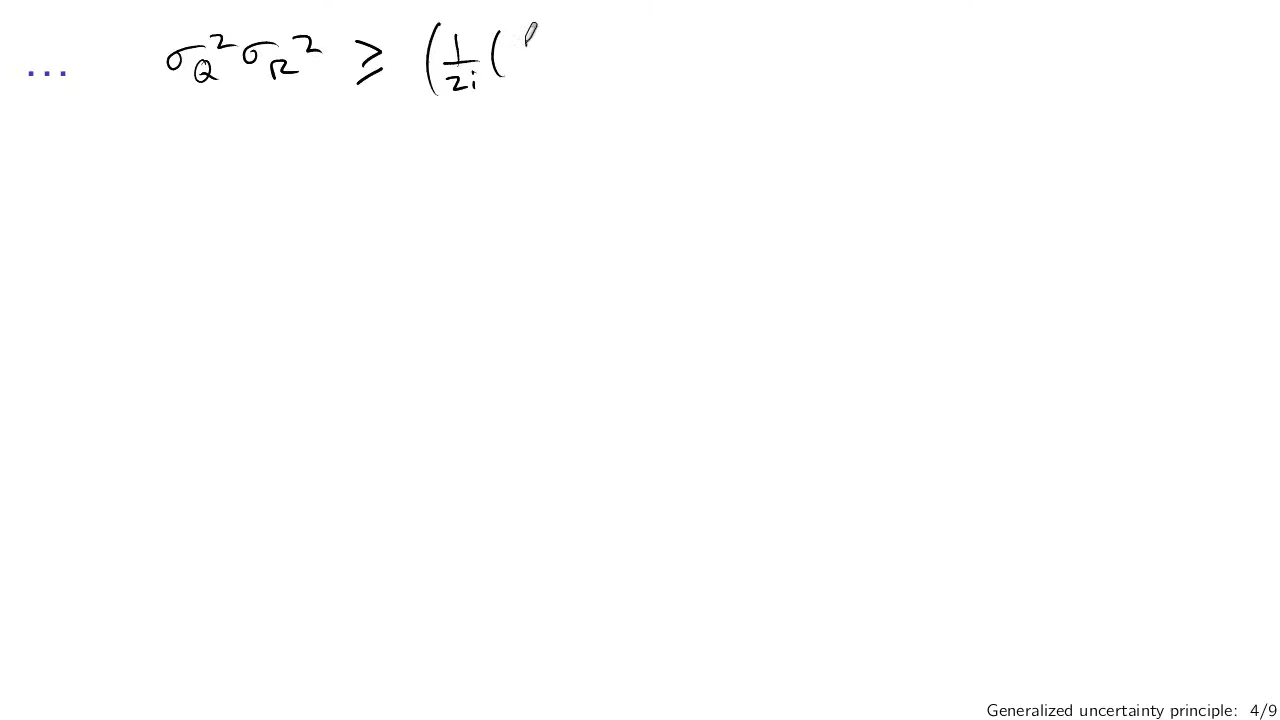 ... σ_Q² σ_R² ≥ (1/2i (
Generalized uncertainty principle: 4/9